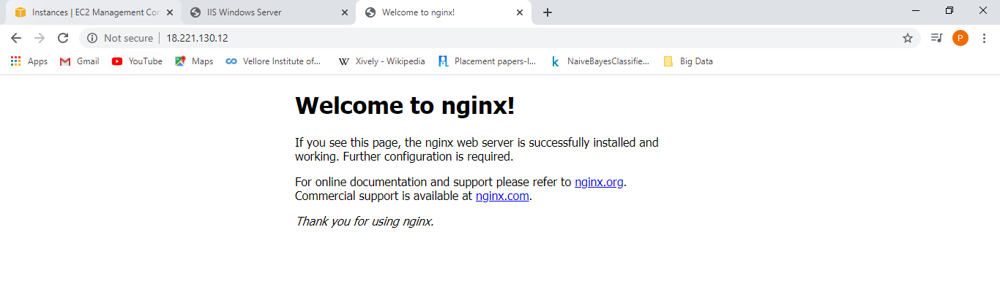 Instances | EC2 Management Con
IIS Windows Server
Welcome to nginx!
Not secure
18.221.130.12
P
Apps
Gmail
YouTube
Maps
Vellore Institute of...
W
Xively - Wikipedia
Placement papers-I...
k
NaiveBayesClassifie...
Big Data
Welcome to nginx!
If you see this page, the nginx web server is successfully installed and
working. Further configuration is required.
For online documentation and support please refer to nginx.org.
Commercial support is available at nginx.com.
Thank you for using nginx.